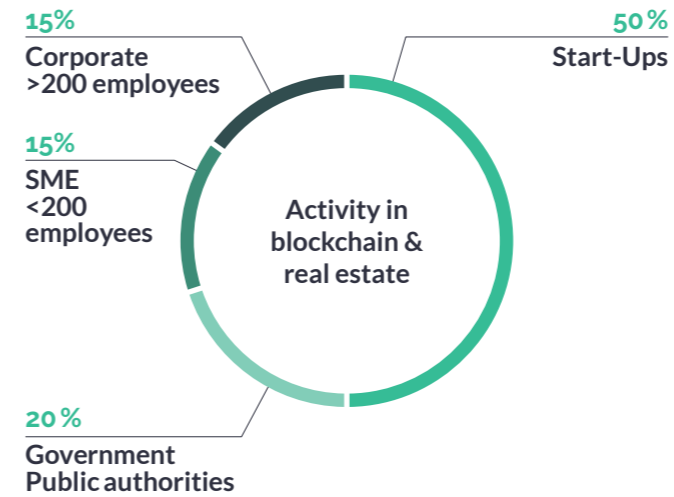 15%
Corporate
>200 employees
50%
Start-Ups
15%
SME
<200
employees
Activity in
blockchain &
real estate
20%
Government
Public authorities